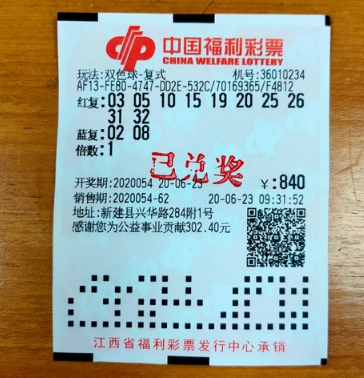 中国福利彩票
CHINA WELFARE LOTTERY
玩法:双色球-复式 机号:36010234
AF13-FE80-4747-DD2E-532C/70169365/F4812
红复:03 05 10 15 19 20 25 26
31 32
蓝复:02 08
倍数:1
已兑奖
开奖期:2020054 20-06-23 ¥:840
销售期:2020054-62 20-06-23 09:31:52
地址:新建县兴华路284附1号
感谢您为公益事业贡献302.40元
江西省福利彩票发行中心承销